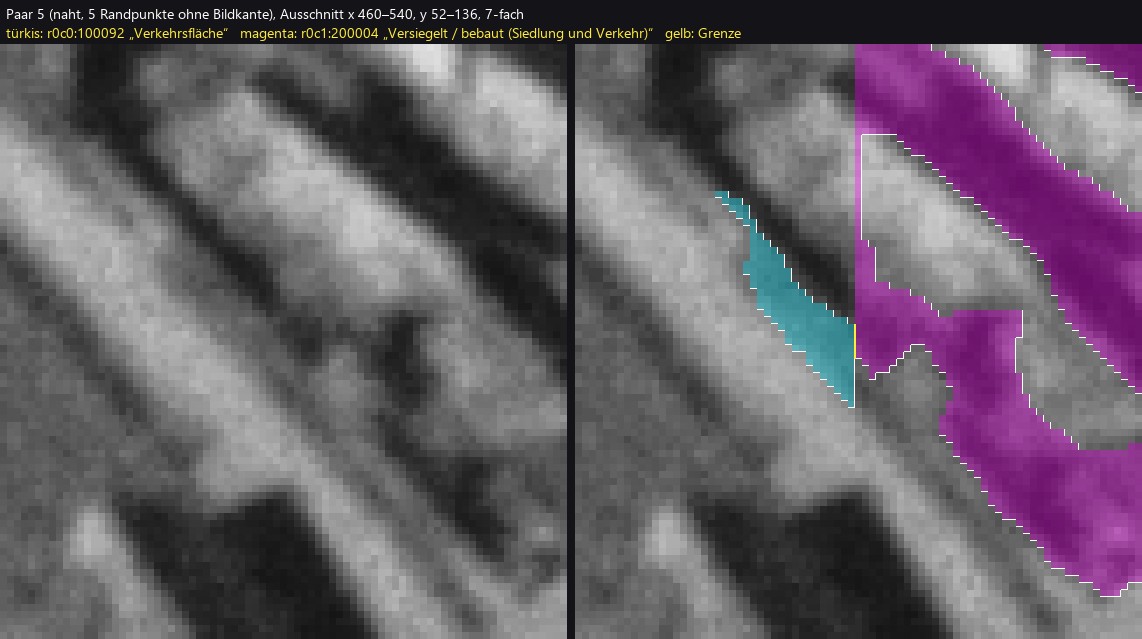 Paar 5 (naht, 5 Randpunkte ohne Bildkante), Ausschnitt x 460–540, y 52–136, 7-fach
türkis: r0c0:100092 „Verkehrsfläche“   magenta: r0c1:200004 „Versiegelt / bebaut (Siedlung und Verkehr)“   gelb: Grenze